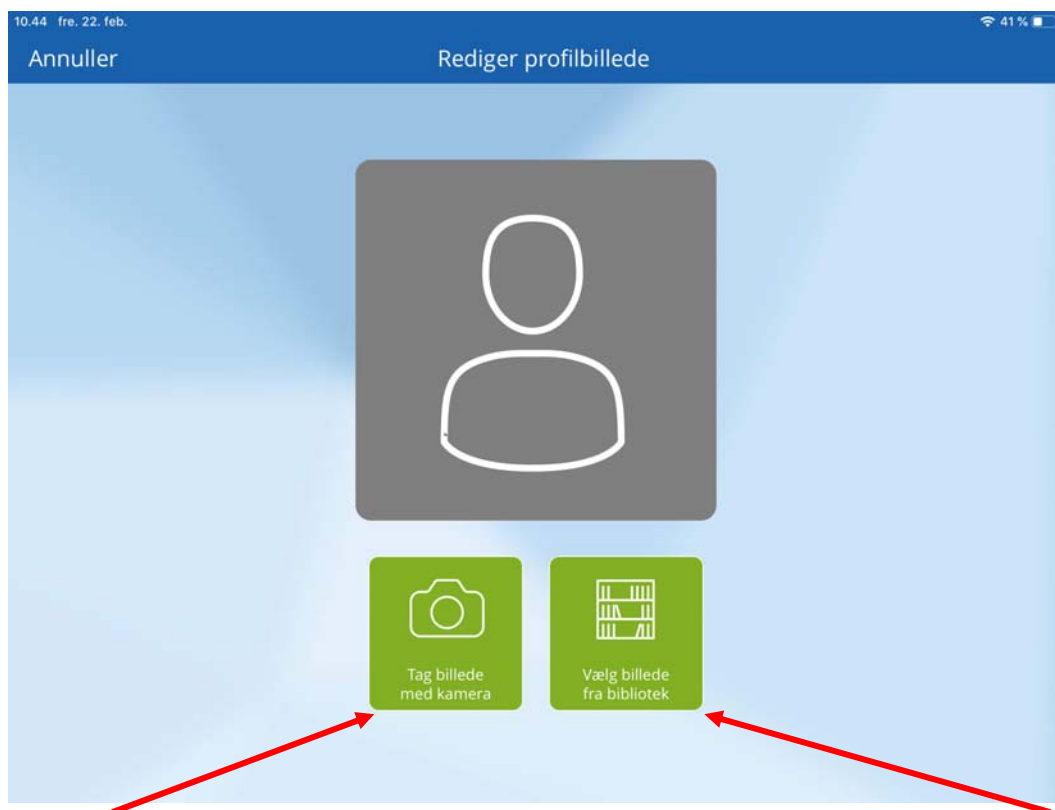 10.44 fre. 22. feb.
41 %
Annuller
Rediger profilbillede
Tag billede
med kamera
Vælg billede
fra bibliotek